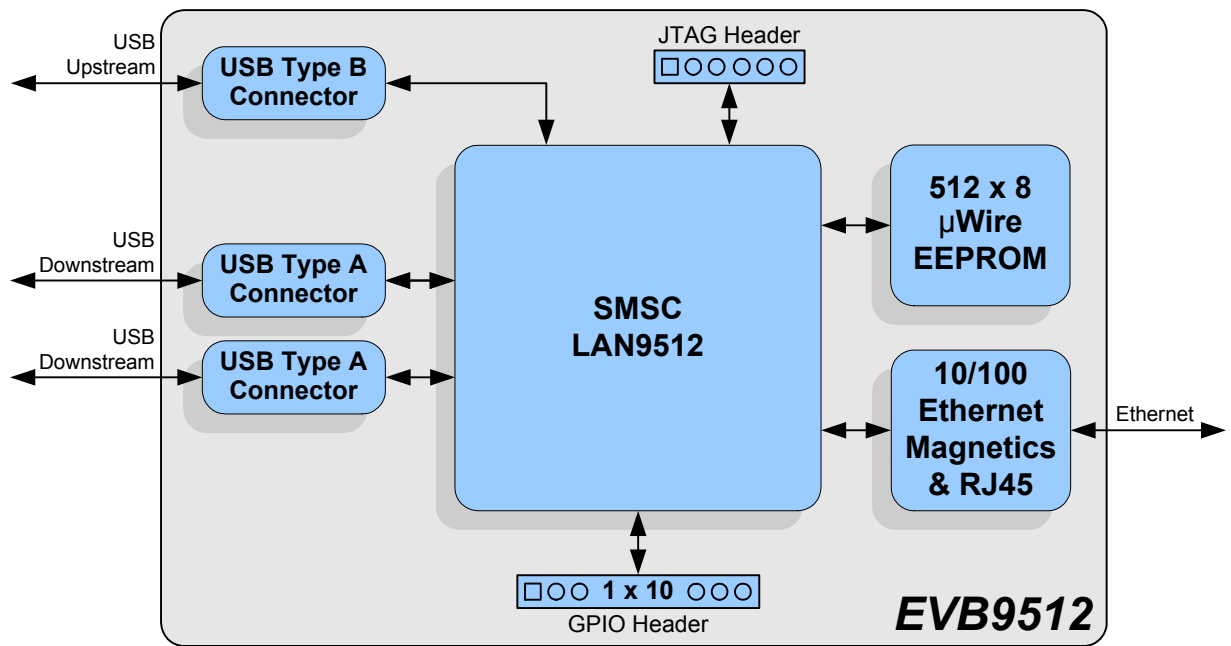 USB
Upstream
USB Type B
Connector
JTAG Header
512 x 8
µWire
EEPROM
USB
Downstream
USB Type A
Connector
SMSC
LAN9512
USB
Downstream
USB Type A
Connector
10/100
Ethernet
Magnetics
& RJ45
Ethernet
1 x 10
GPIO Header
EVB9512